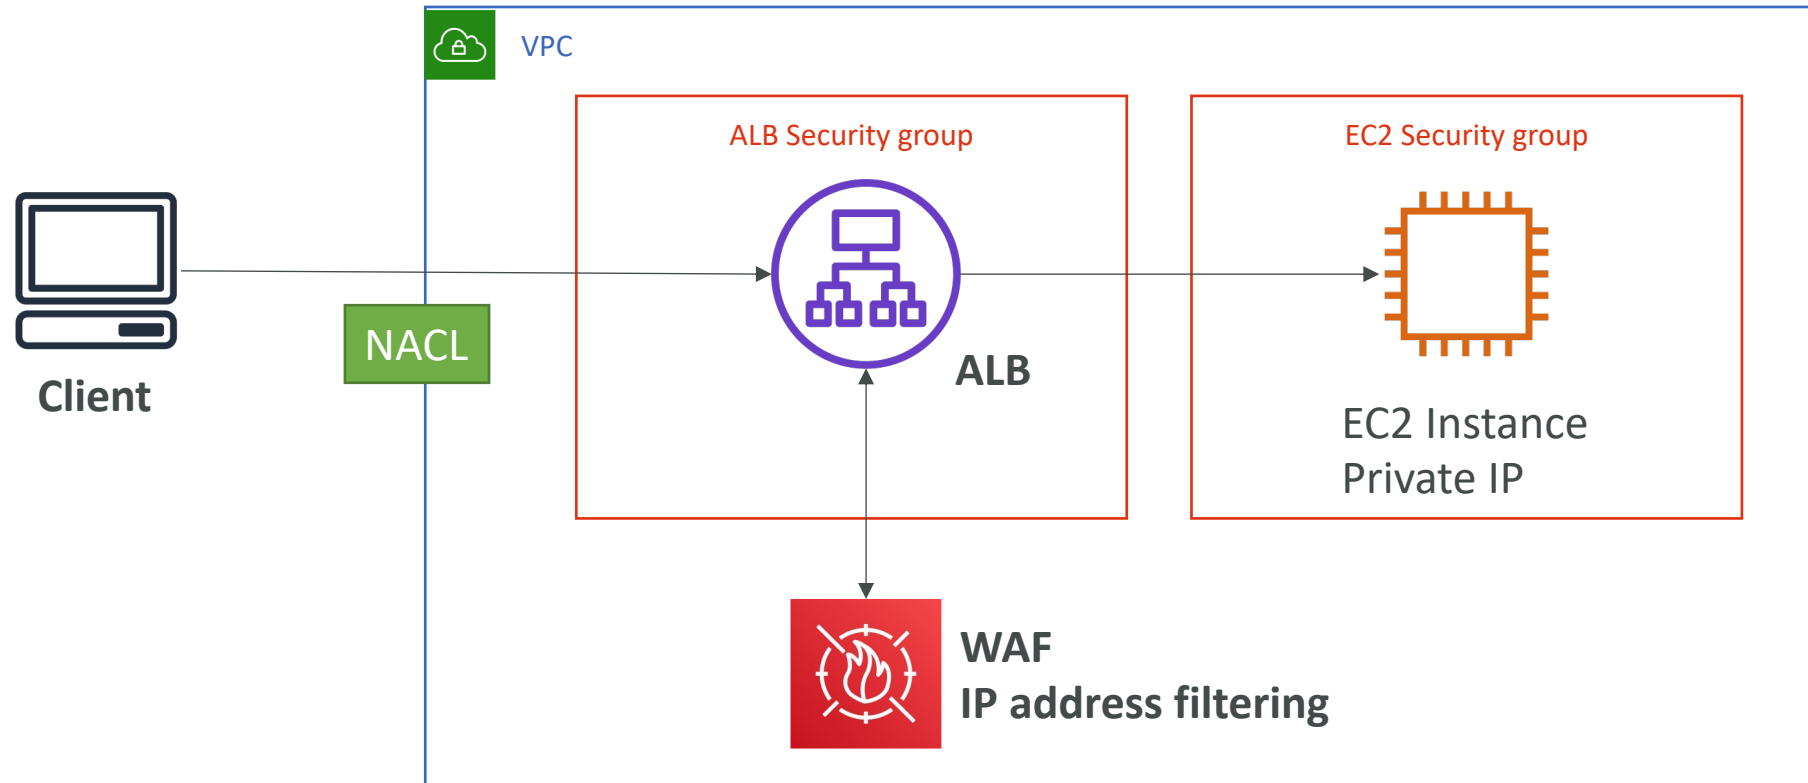 VPC
ALB Security group
EC2 Security group
NACL
ALB
Client
EC2 Instance
Private IP
WAF
IP address filtering